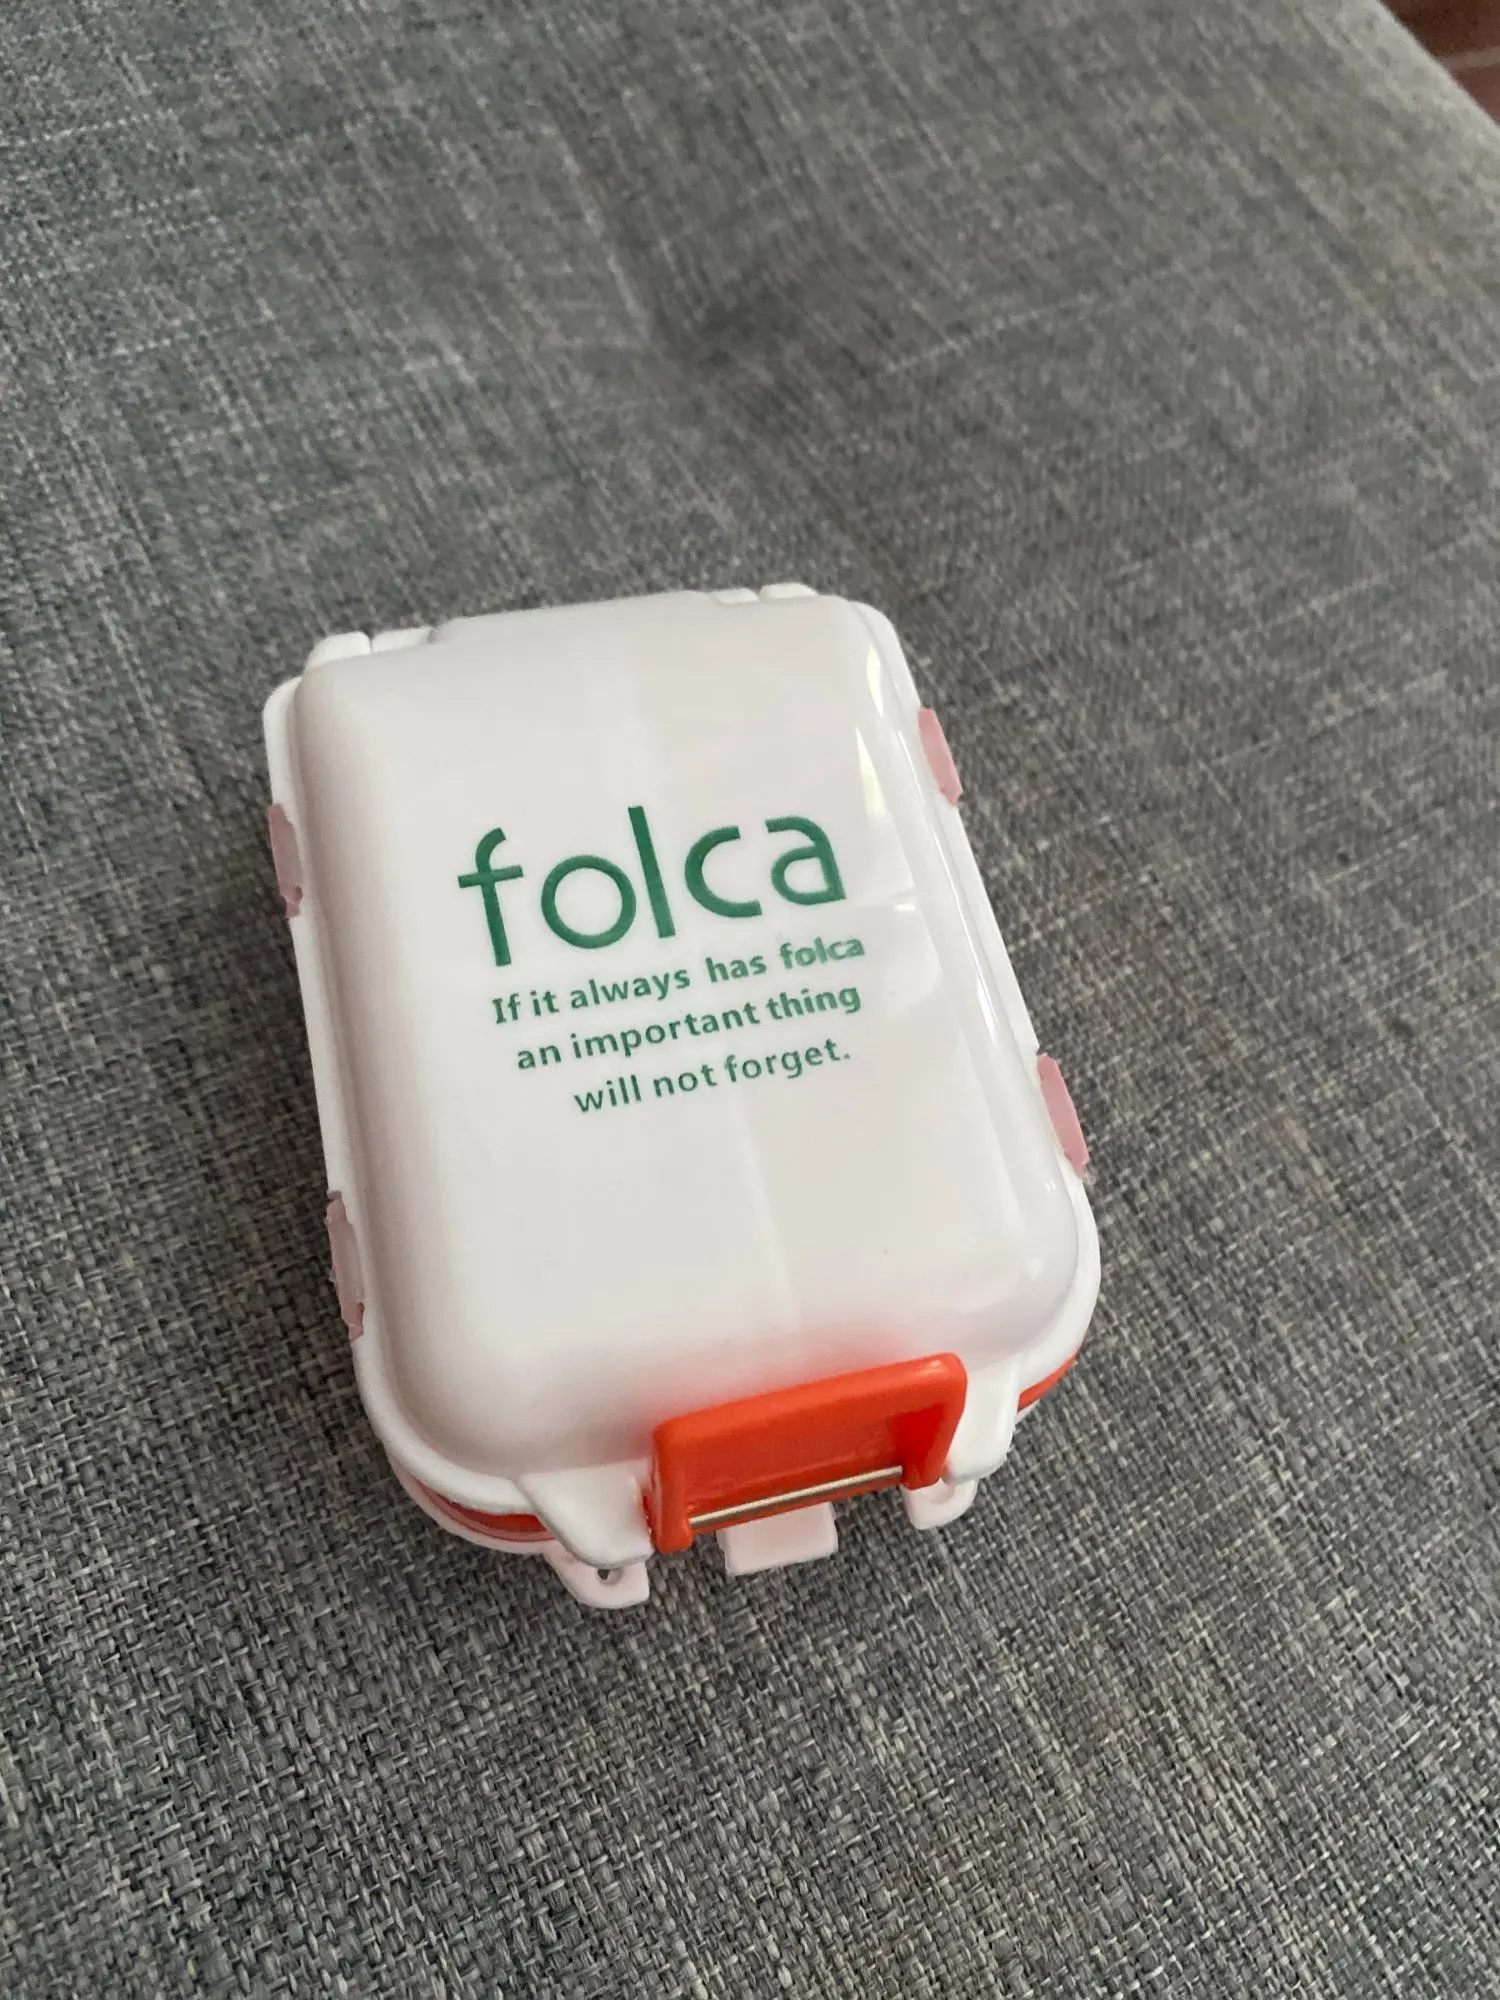 folca
If it always has folca
an important thing
will not forget.